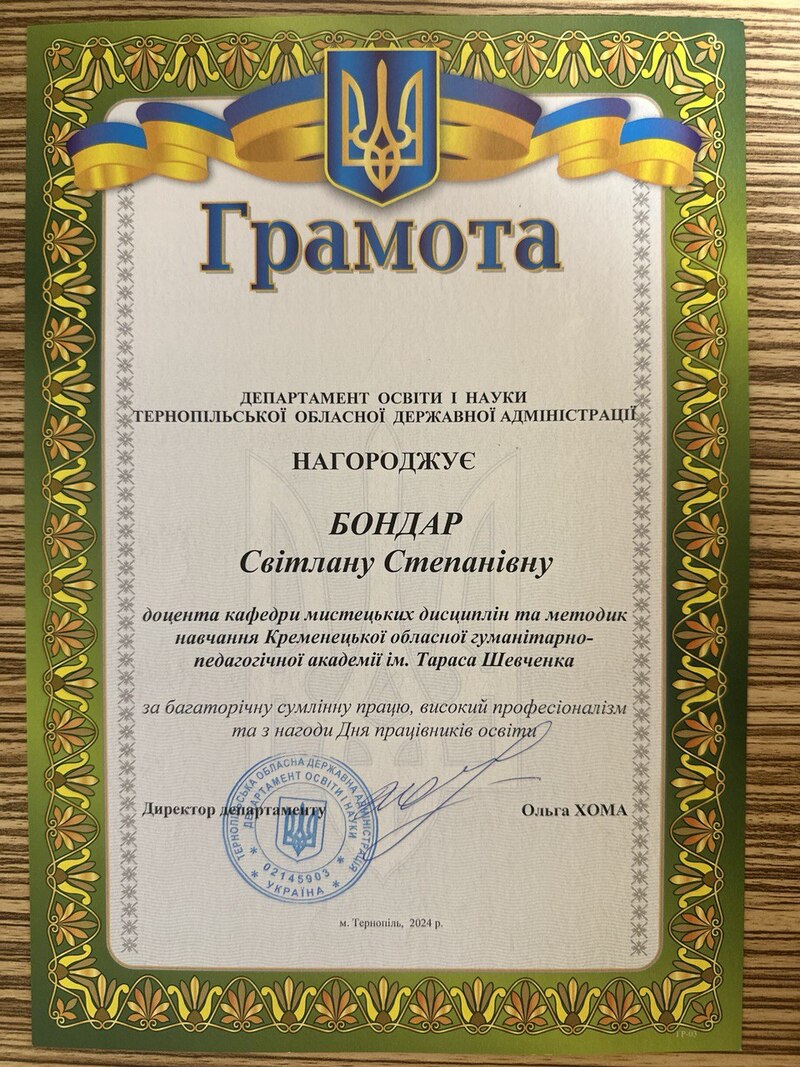 Грамота
ДЕПАРТАМЕНТ ОСВІТИ І НАУКИ
ТЕРНОПІЛЬСЬКОЇ ОБЛАСНОЇ ДЕРЖАВНОЇ АДМІНІСТРАЦІЇ
НАГОРОДЖУЄ
БОНДАР
Світлану Степанівну
доцента кафедри мистецьких дисциплін та методик
навчання Кременецької обласної гуманітарно-
педагогічної академії ім. Тараса Шевченка
за багаторічну сумлінну працю, високий професіоналізм
та з нагоди Дня працівників освіти
Директор департаменту Ольга ХОМА
ТЕРНОПІЛЬСЬКА ОБЛАСНА ДЕРЖАВНА АДМІНІСТРАЦІЯ
ДЕПАРТАМЕНТ ОСВІТИ І НАУКИ
* 02145903 *
* УКРАЇНА *
м. Тернопіль, 2024 р.
ГР-03